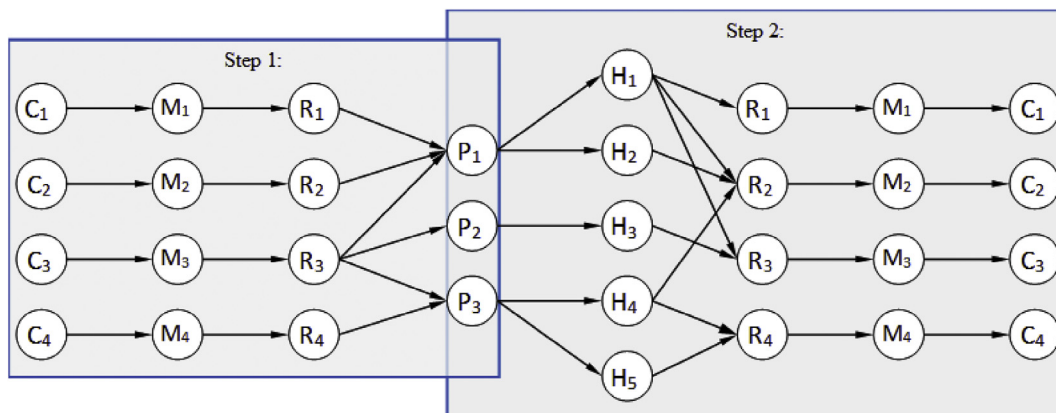 Step 1:
C₁ M₁ R₁
C₂ M₂ R₂
C₃ M₃ R₃
C₄ M₄ R₄
P₁
P₂
P₃
Step 2:
H₁
H₂
H₃
H₄
H₅
R₁ M₁ C₁
R₂ M₂ C₂
R₃ M₃ C₃
R₄ M₄ C₄